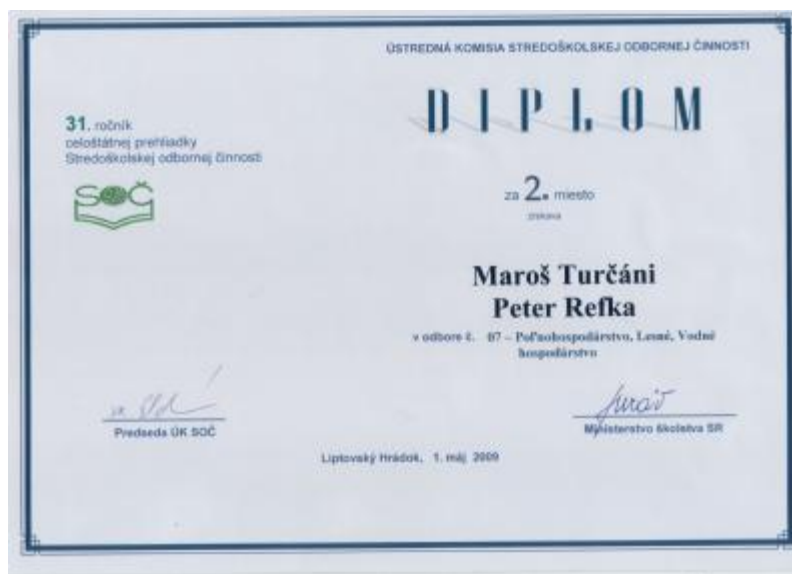 ÚSTREDNÁ KOMISIA STREDOŠKOLSKEJ ODBORNEJ ČINNOSTI
DIPLOM
31. ročník
celoštátnej prehliadky
Stredoškolskej odbornej činnosti
SOČ
za 2. miesto
získava
Maroš Turčáni
Peter Refka
v odbore č. 07 – Poľnohospodárstvo, Lesné, Vodné
hospodárstvo
Predseda ÚK SOČ
Ministerstvo školstva SR
Liptovský Hrádok, 1. máj 2009